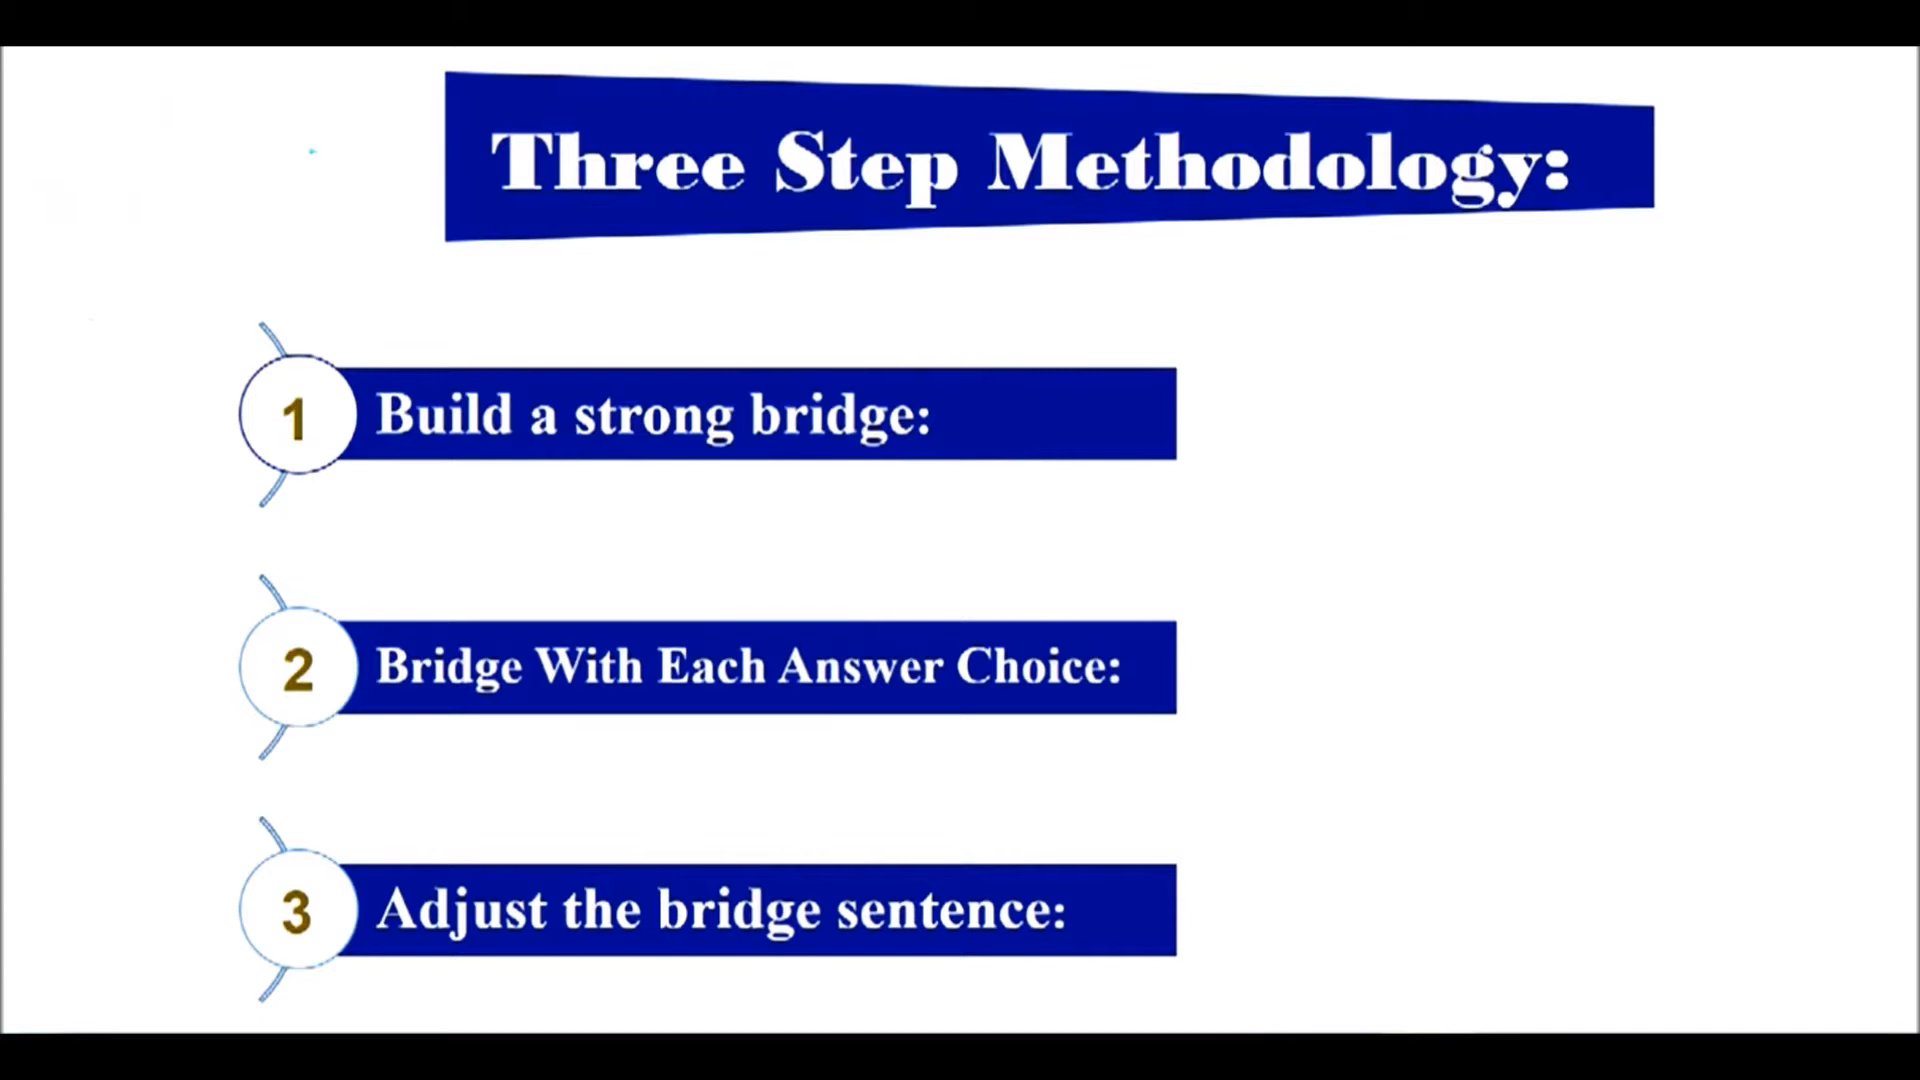 Three Step Methodology:
1 Build a strong bridge:
2 Bridge With Each Answer Choice:
3 Adjust the bridge sentence: